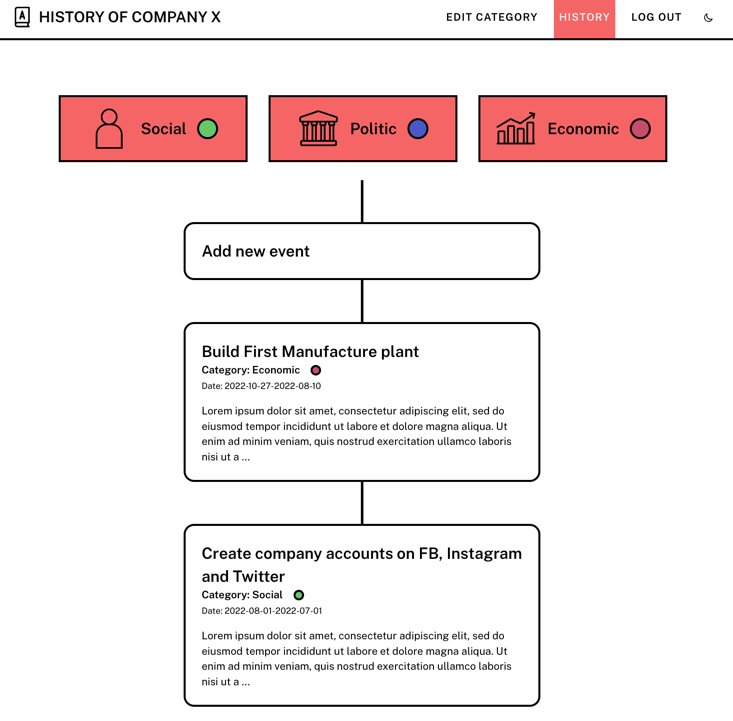 HISTORY OF COMPANY X
EDIT CATEGORY
HISTORY
LOG OUT
Social
Politic
Economic
Add new event
Build First Manufacture plant
Category: Economic
Date: 2022-10-27-2022-08-10
Lorem ipsum dolor sit amet, consectetur adipiscing elit, sed do
eiusmod tempor incididunt ut labore et dolore magna aliqua. Ut
enim ad minim veniam, quis nostrud exercitation ullamco laboris
nisi ut a ...
Create company accounts on FB, Instagram
and Twitter
Category: Social
Date: 2022-08-01-2022-07-01
Lorem ipsum dolor sit amet, consectetur adipiscing elit, sed do
eiusmod tempor incididunt ut labore et dolore magna aliqua. Ut
enim ad minim veniam, quis nostrud exercitation ullamco laboris
nisi ut a ...